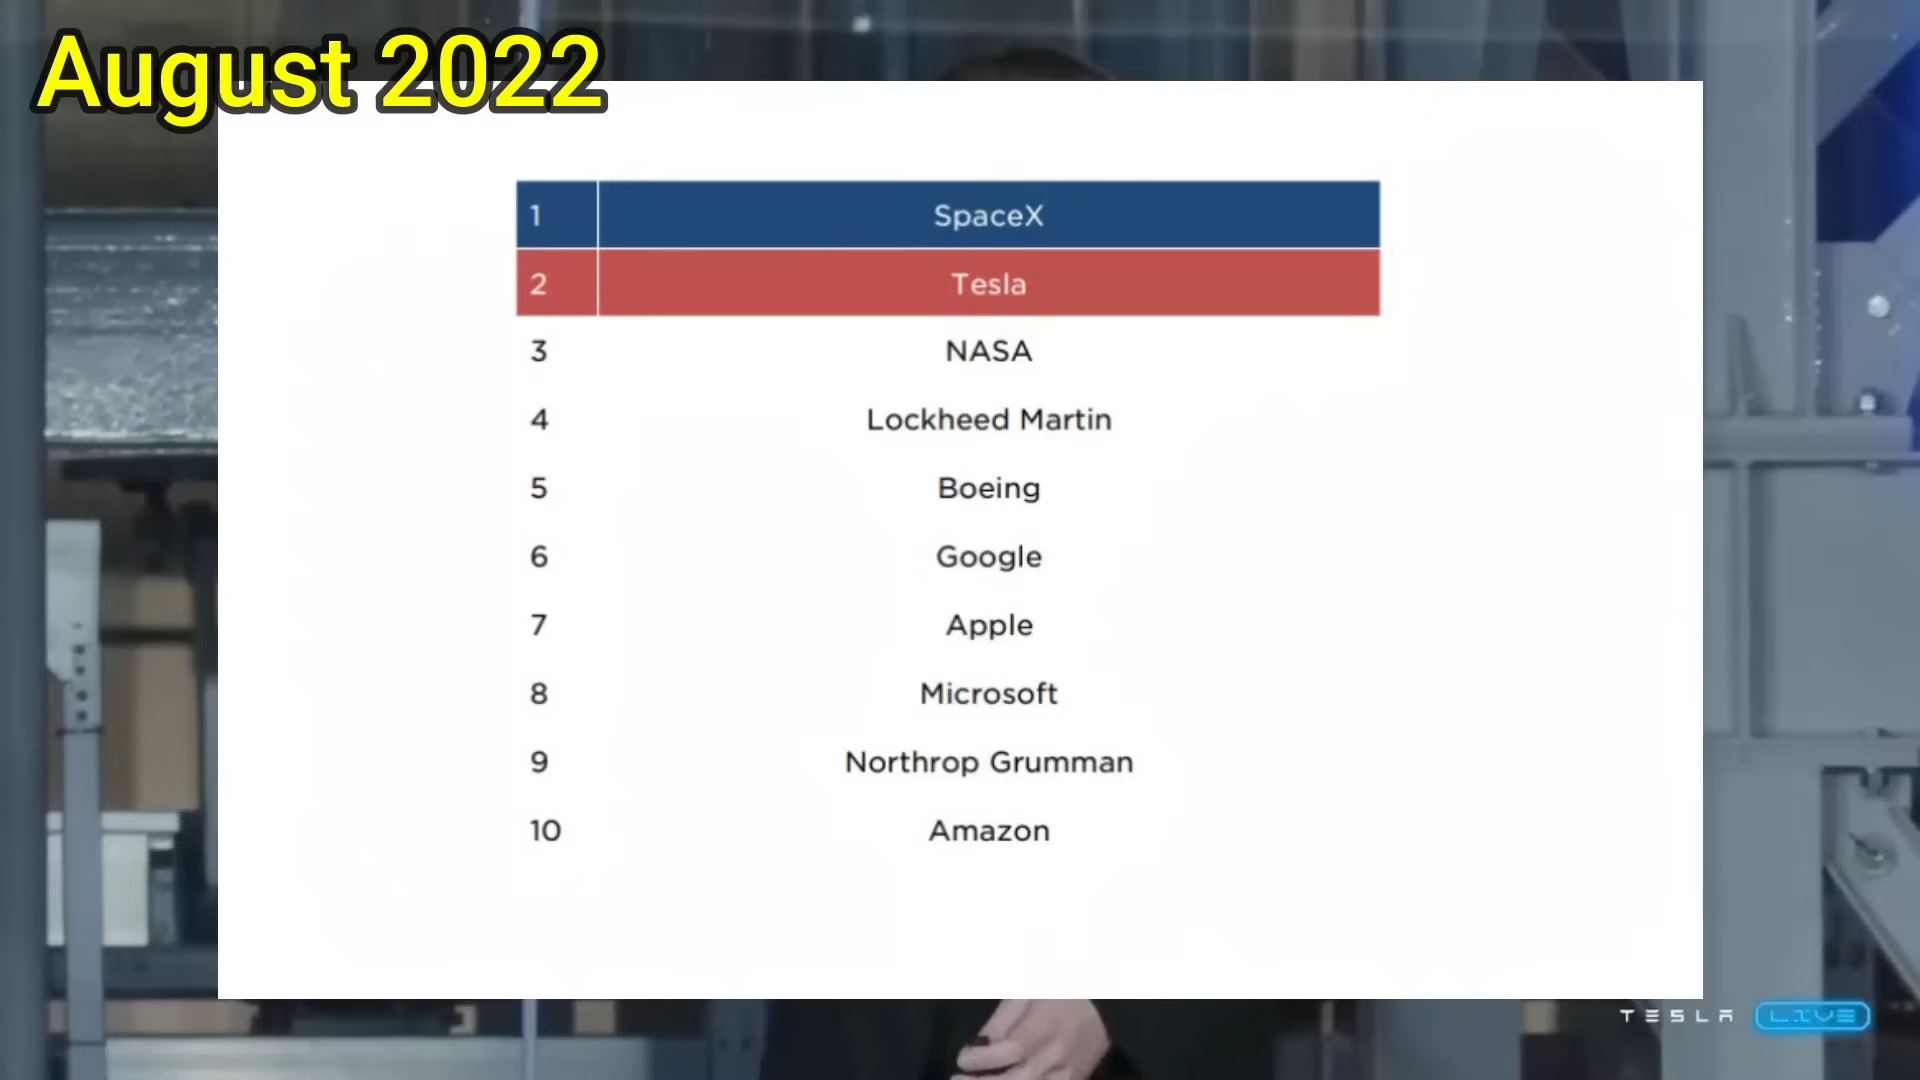 August 2022
1 SpaceX
2 Tesla
3 NASA
4 Lockheed Martin
5 Boeing
6 Google
7 Apple
8 Microsoft
9 Northrop Grumman
10 Amazon
TESLA LIVE